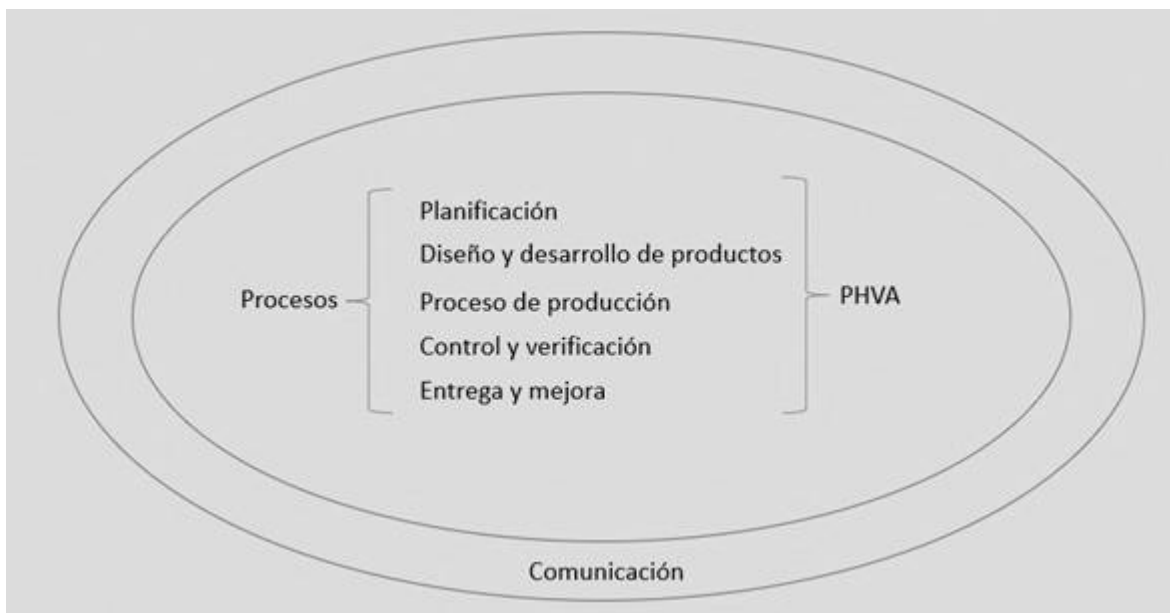 Planificación
Diseño y desarrollo de productos
Procesos
Proceso de producción
PHVA
Control y verificación
Entrega y mejora
Comunicación